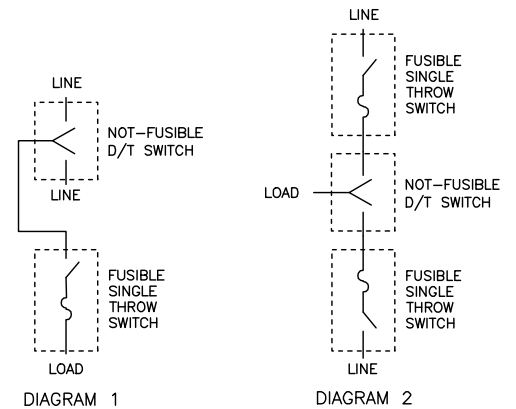 LINE
NOT-FUSIBLE
D/T SWITCH
LINE
FUSIBLE
SINGLE
THROW
SWITCH
LOAD
DIAGRAM 1
LINE
FUSIBLE
SINGLE
THROW
SWITCH
LOAD
NOT-FUSIBLE
D/T SWITCH
FUSIBLE
SINGLE
THROW
SWITCH
LINE
DIAGRAM 2